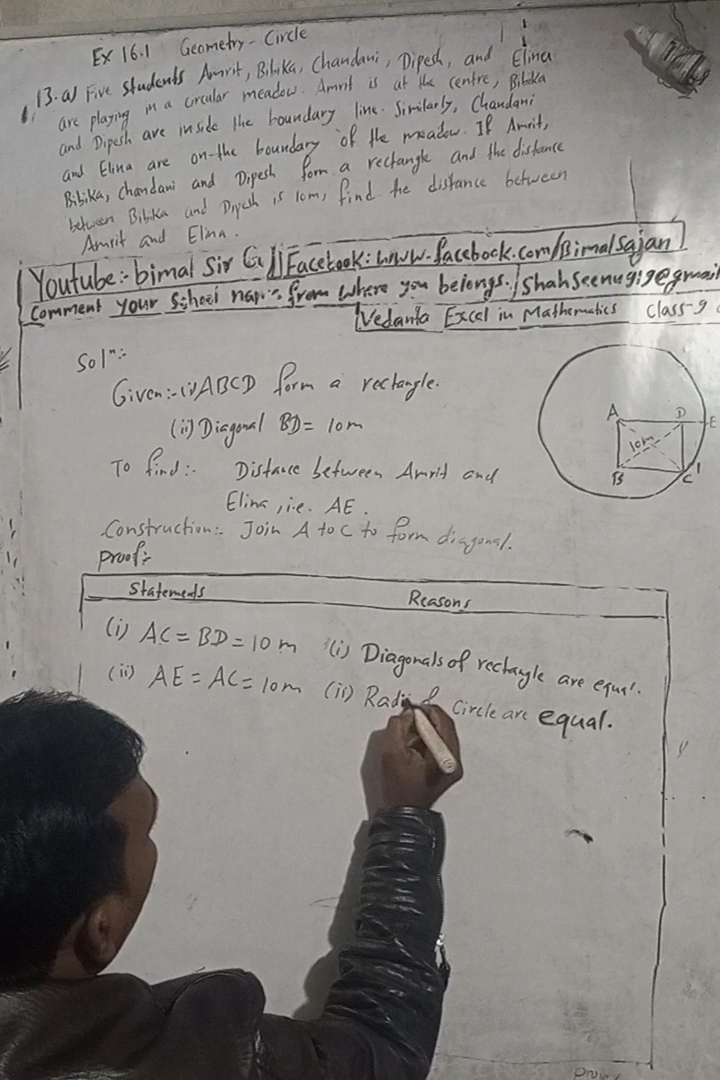 Ex 16.1 Geometry - Circle
13. a) Five students Amrit, Bibika, Chandani, Dipesh, and Elina
are playing in a circular meadow. Amrit is at the centre, Bibika
and Dipesh are inside the boundary line. Similarly, Chandani
and Elina are on-the boundary of the meadow. If Amrit,
Bibika, Chandani and Dipesh form a rectangle and the distance
between Bibika and Dipesh is 10m, find the distance between
Amrit and Elina.
Youtube:- bimal Sir Facebook: www.facebook.com/Bimalsajan
Comment your School name from where you belongs. / Shahseenu919@gmail
Vedanta Excel in Mathematics Class-9
Solⁿ:-
Given:- (i) ABCD form a rectangle.
(ii) Diagonal BD = 10m
To find:- Distance between Amrit and
Elina, i.e. AE.
Construction:- Join A to C to form diagonal.
Proof:-
A D E
10m
B C
Statements Reasons
(i) AC = BD = 10 m (i) Diagonals of rectangle are equal.
(ii) AE = AC = 10m (ii) Radii of Circle are equal.